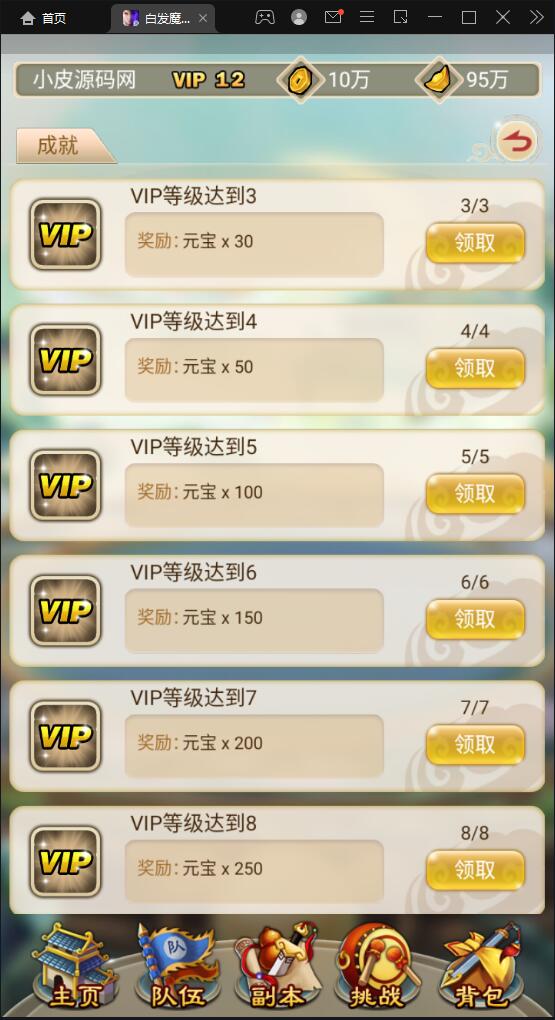 首页
白发魔...
小皮源码网 VIP 12 10万 95万
成就
VIP等级达到3
3/3
VIP
奖励: 元宝 x 30
领取
VIP等级达到4
4/4
VIP
奖励: 元宝 x 50
领取
VIP等级达到5
5/5
VIP
奖励: 元宝 x 100
领取
VIP等级达到6
6/6
VIP
奖励: 元宝 x 150
领取
VIP等级达到7
7/7
VIP
奖励: 元宝 x 200
领取
VIP等级达到8
8/8
VIP
奖励: 元宝 x 250
领取
队
主页 队伍 副本 挑战 背包